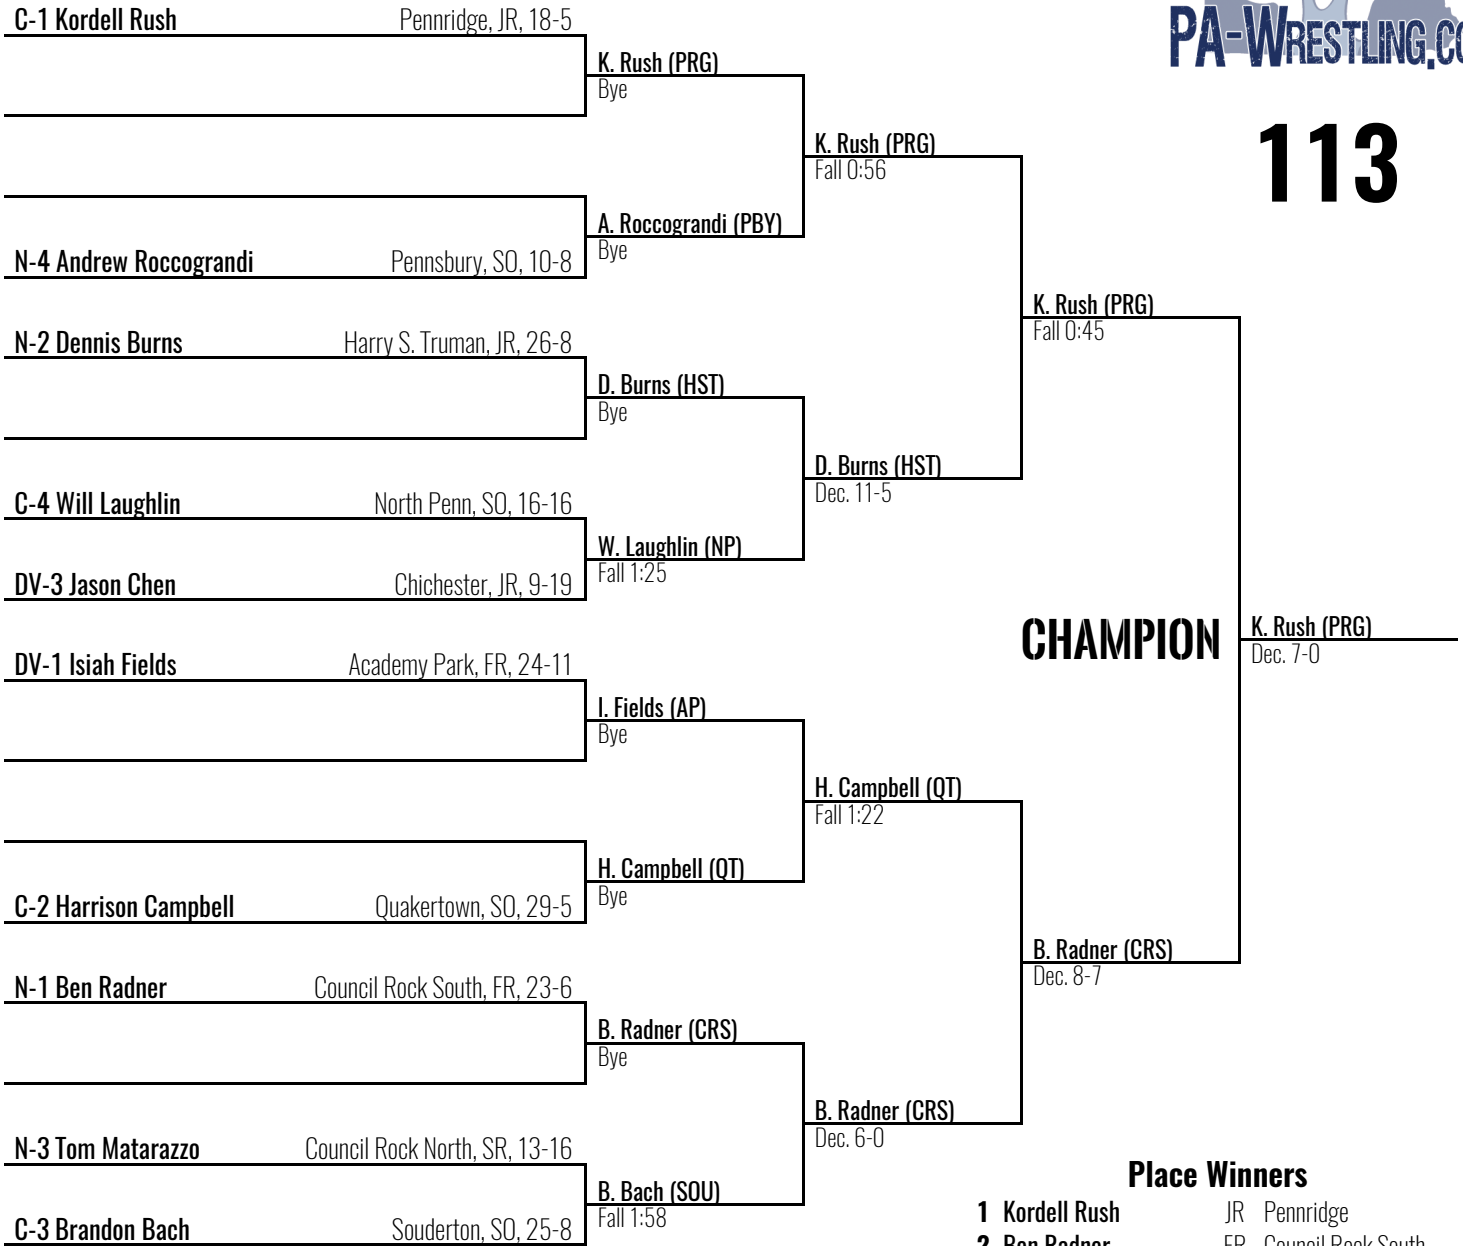 C-1 Kordell Rush Pennridge, JR, 18-5
PA-WRESTLING.CO
K. Rush (PRG)
Bye
113
K. Rush (PRG)
Fall 0:56
A. Roccograndi (PBY)
Bye
N-4 Andrew Roccograndi Pennsbury, SO, 10-8
K. Rush (PRG)
Fall 0:45
N-2 Dennis Burns Harry S. Truman, JR, 26-8
D. Burns (HST)
Bye
D. Burns (HST)
Dec. 11-5
C-4 Will Laughlin North Penn, SO, 16-16
W. Laughlin (NP)
Fall 1:25
DV-3 Jason Chen Chichester, JR, 9-19
CHAMPION
K. Rush (PRG)
Dec. 7-0
DV-1 Isiah Fields Academy Park, FR, 24-11
I. Fields (AP)
Bye
H. Campbell (QT)
Fall 1:22
H. Campbell (QT)
Bye
C-2 Harrison Campbell Quakertown, SO, 29-5
B. Radner (CRS)
Dec. 8-7
N-1 Ben Radner Council Rock South, FR, 23-6
B. Radner (CRS)
Bye
B. Radner (CRS)
Dec. 6-0
N-3 Tom Matarazzo Council Rock North, SR, 13-16
B. Bach (SOU)
Fall 1:58
C-3 Brandon Bach Souderton, SO, 25-8
Place Winners
1 Kordell Rush JR Pennridge
2 Ben Radner FR Council Rock South